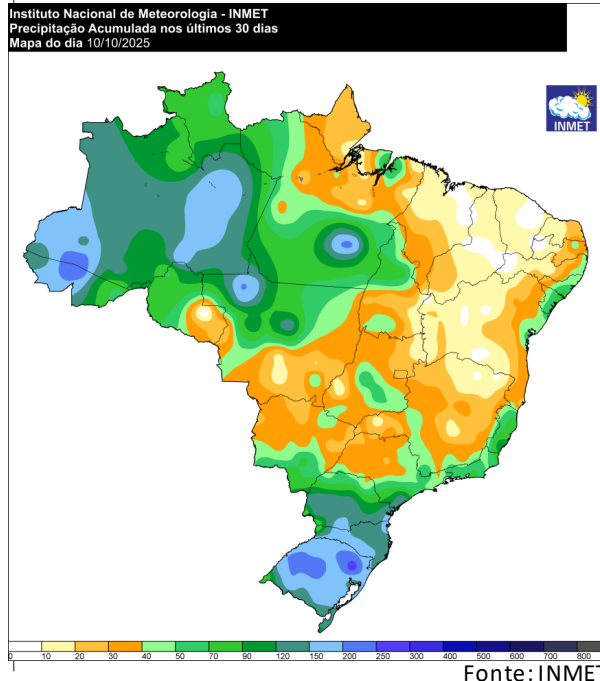 Instituto Nacional de Meteorologia - INMET
Precipitação Acumulada nos últimos 30 dias
Mapa do dia 10/10/2025
INMET
0 10 20 30 40 50 70 90 120 150 200 250 300 400 500 600 700 800
Fonte: INMET